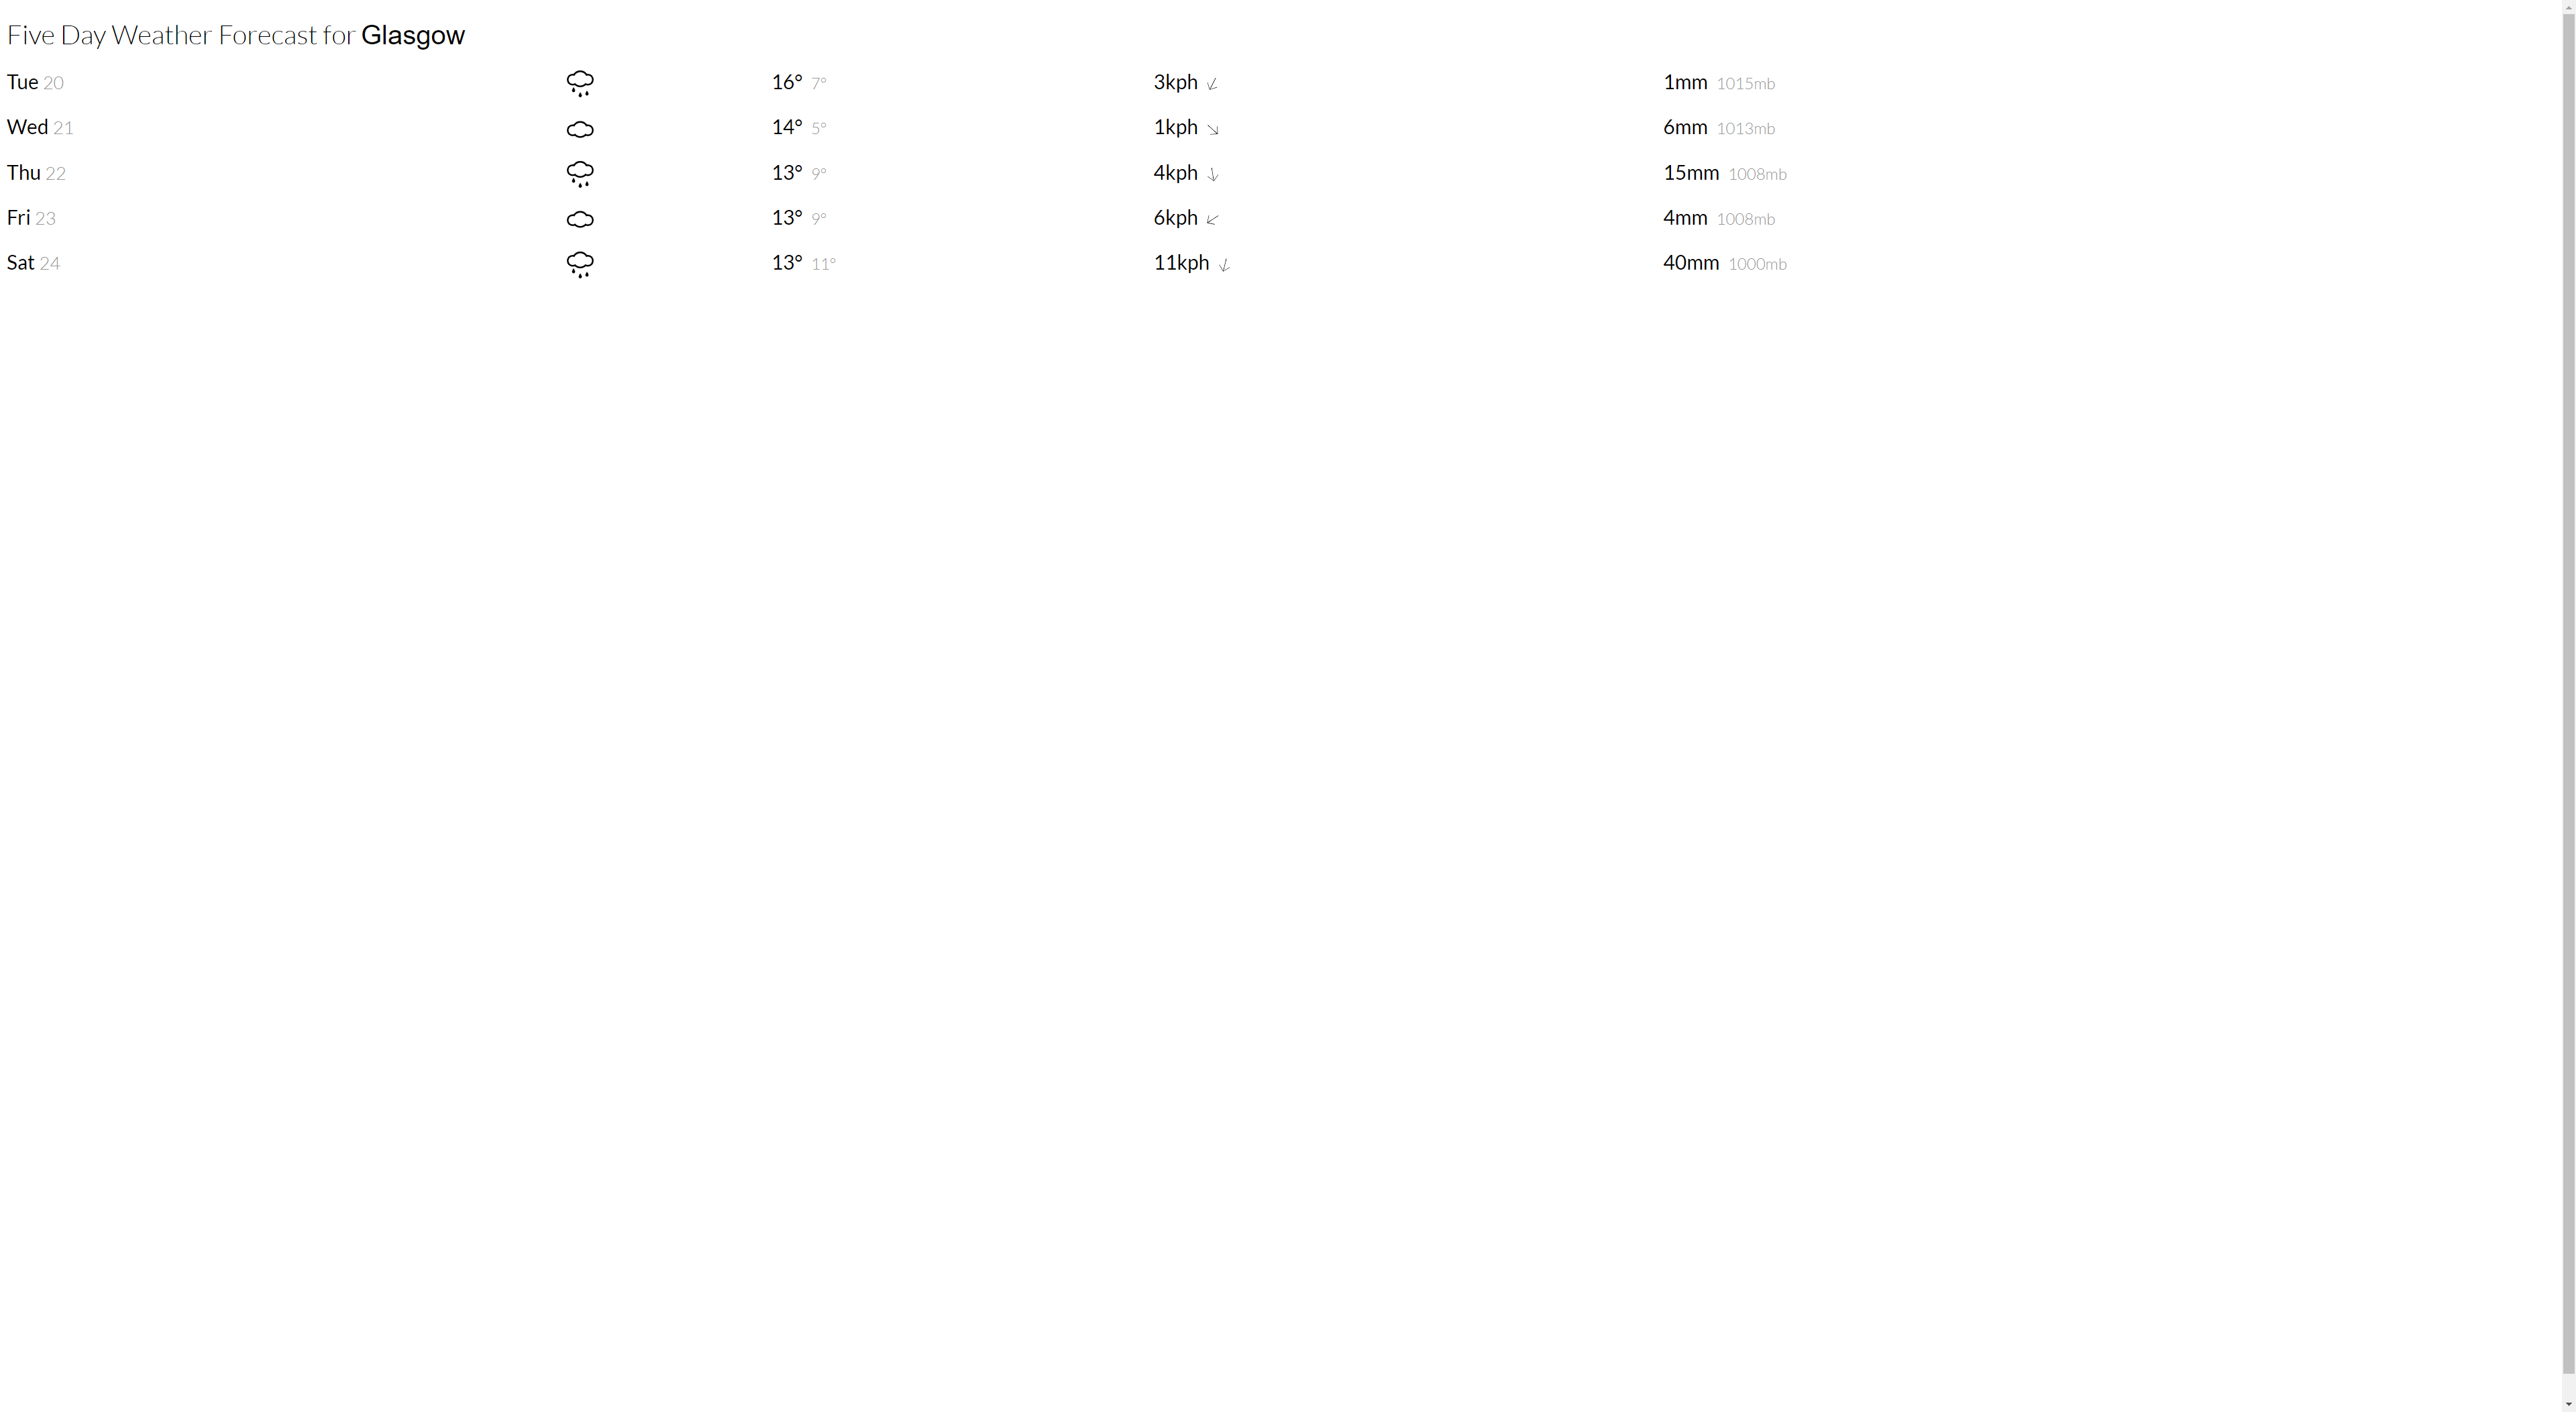 Five Day Weather Forecast for Glasgow
Tue 20 16° 7° 3kph 1mm 1015mb
Wed 21 14° 5° 1kph 6mm 1013mb
Thu 22 13° 9° 4kph 15mm 1008mb
Fri 23 13° 9° 6kph 4mm 1008mb
Sat 24 13° 11° 11kph 40mm 1000mb